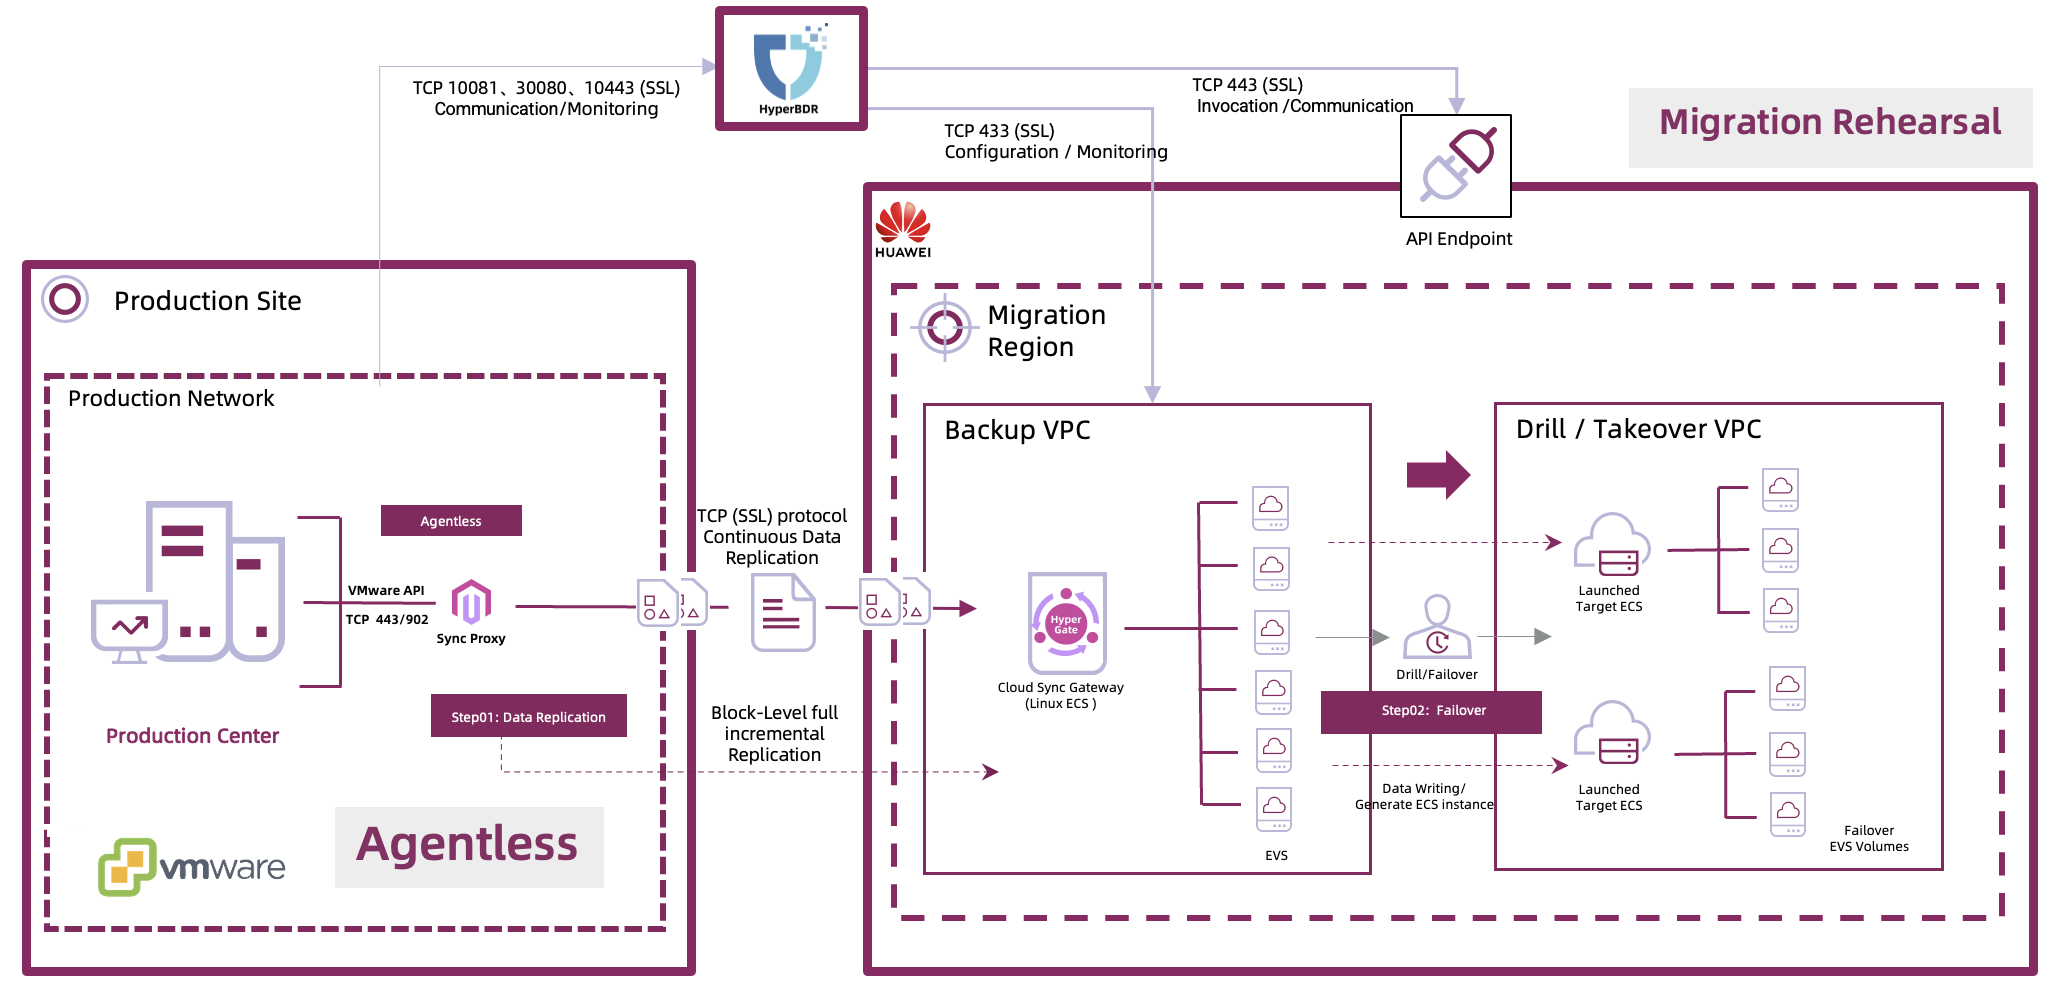 HyperBDR
TCP 10081、30080、10443 (SSL)
Communication/Monitoring
TCP 443 (SSL)
Invocation /Communication
TCP 433 (SSL)
Configuration / Monitoring
Migration Rehearsal
HUAWEI
API Endpoint
Production Site
Migration
Region
Production Network
Backup VPC
Drill / Takeover VPC
Agentless
TCP (SSL) protocol
Continuous Data
Replication
VMware API
TCP 443/902
Sync Proxy
Hyper
Gate
Cloud Sync Gateway
(Linux ECS )
Launched
Target ECS
Drill/Failover
Step01: Data Replication
Step02: Failover
Production Center
Block-Level full
incremental
Replication
Data Writing/
Generate ECS instance
Launched
Target ECS
Agentless
vmware
EVS
Failover
EVS Volumes